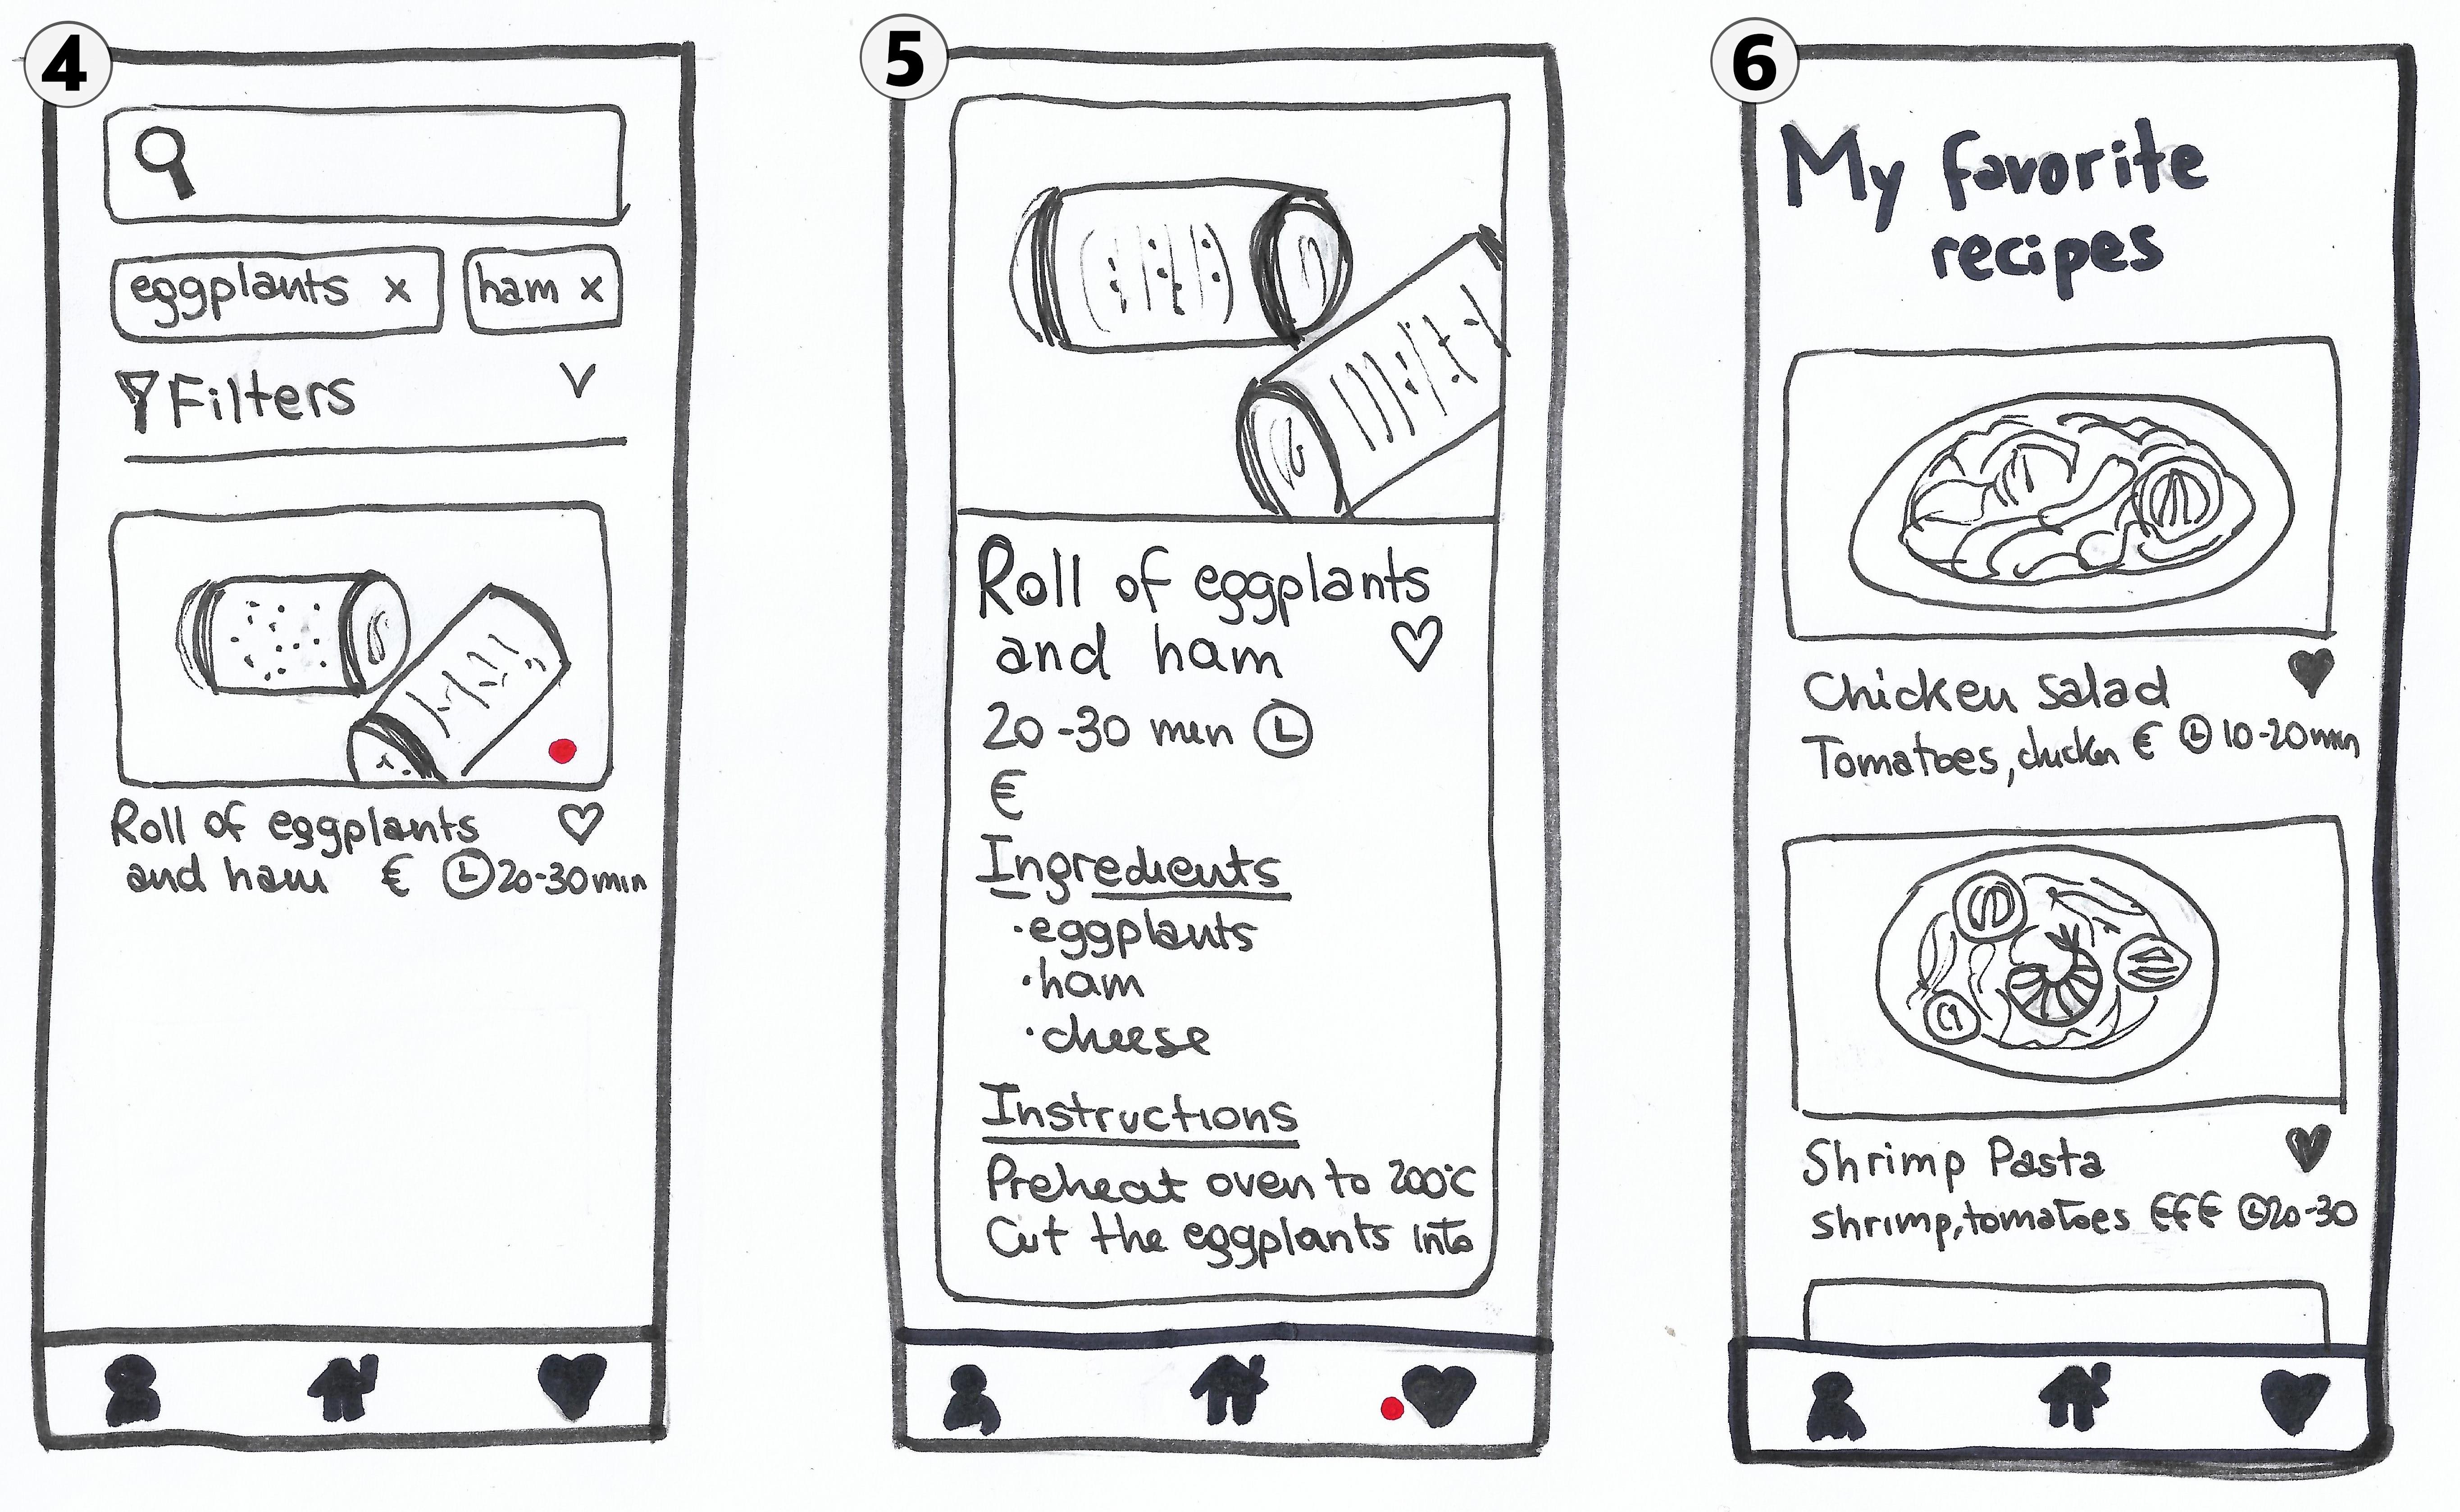 4
eggplants x
ham x
Filters
Roll of eggplants
and ham € 20-30min
5
Roll of eggplants
and ham
20-30 min
€
Ingredients
·eggplants
·ham
·cheese
Instructions
Preheat oven to 200°C
Cut the eggplants into
6
My favorite
recipes
Chicken salad
Tomatoes, chicken € 10-20min
Shrimp Pasta
shrimp, tomatoes €€€ 20-30